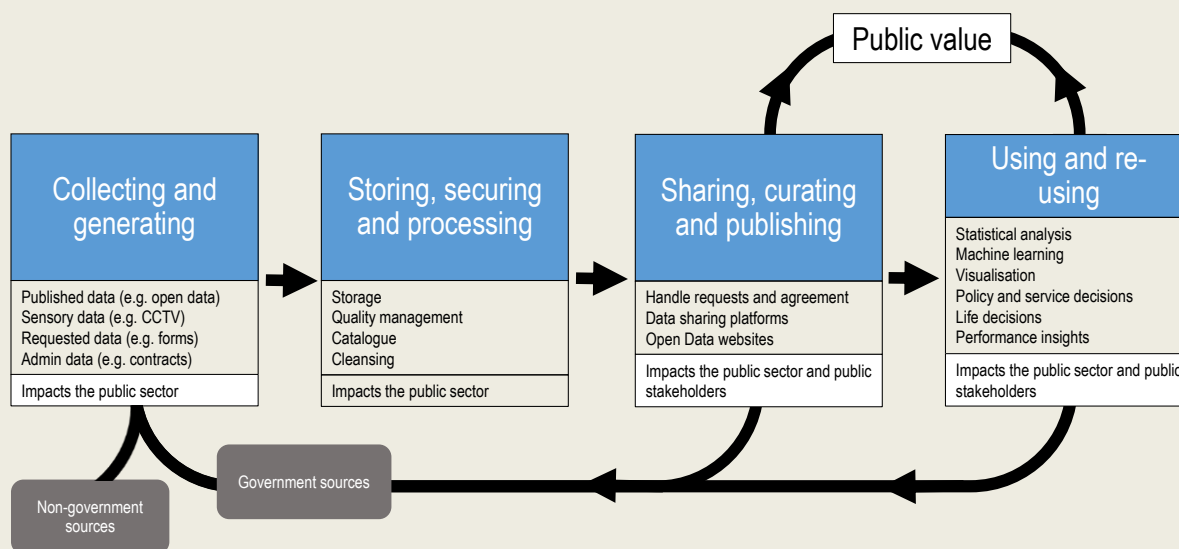 Public value
Collecting and
generating
Published data (e.g. open data)
Sensory data (e.g. CCTV)
Requested data (e.g. forms)
Admin data (e.g. contracts)
Impacts the public sector
Storing, securing
and processing
Storage
Quality management
Catalogue
Cleansing
Impacts the public sector
Sharing, curating
and publishing
Handle requests and agreement
Data sharing platforms
Open Data websites
Impacts the public sector and public
stakeholders
Using and re-
using
Statistical analysis
Machine learning
Visualisation
Policy and service decisions
Life decisions
Performance insights
Impacts the public sector and public
stakeholders
Government sources
Non-government
sources